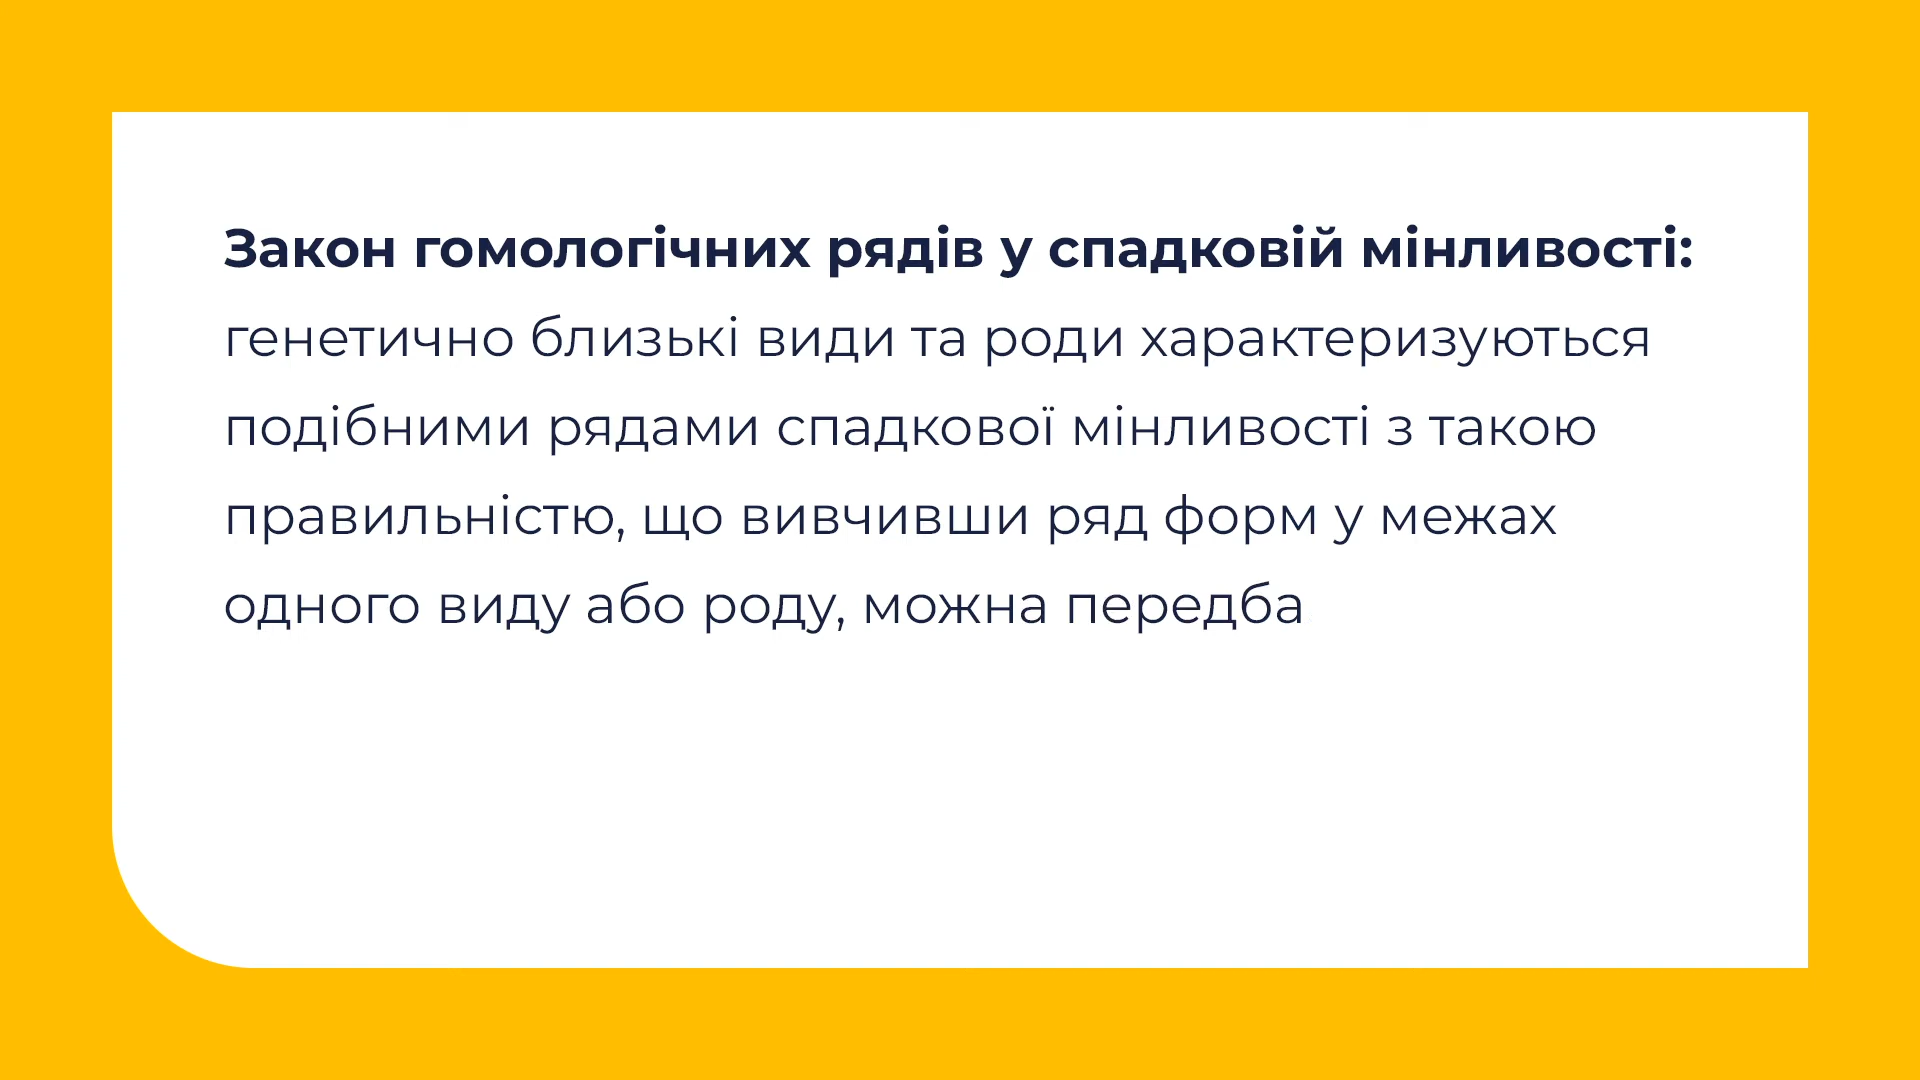 Закон гомологічних рядів у спадковій мінливості:
генетично близькі види та роди характеризуються
подібними рядами спадкової мінливості з такою
правильністю, що вивчивши ряд форм у межах
одного виду або роду, можна передба